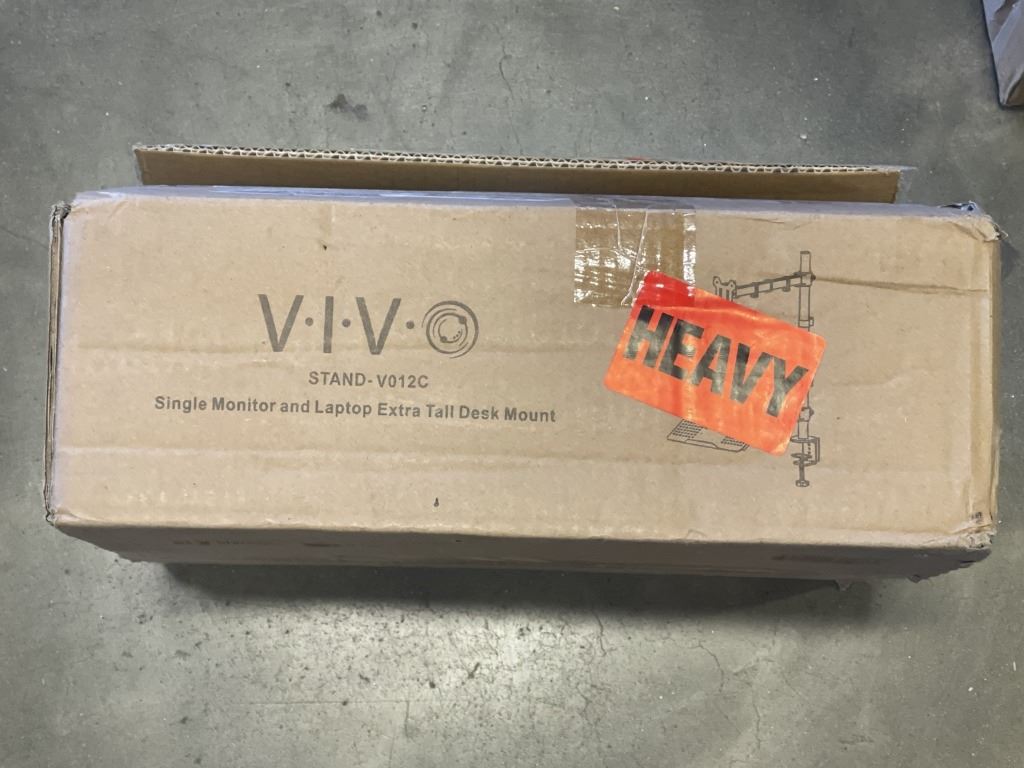 V·I·V·O
STAND-V012C
Single Monitor and Laptop Extra Tall Desk Mount
HEAVY